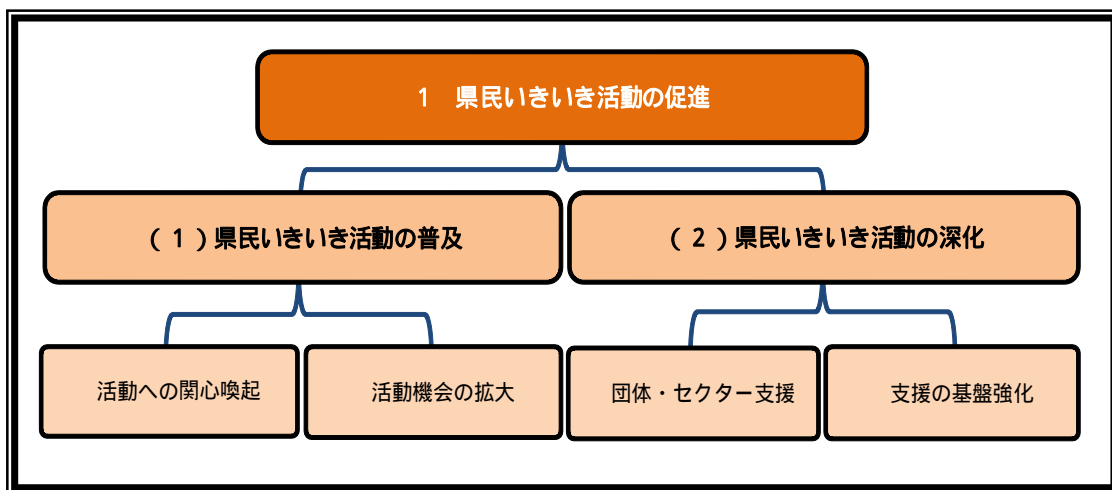 1　県民いきいき活動の促進
（1）県民いきいき活動の普及
（2）県民いきいき活動の深化
活動への関心喚起
活動機会の拡大
団体・セクター支援
支援の基盤強化